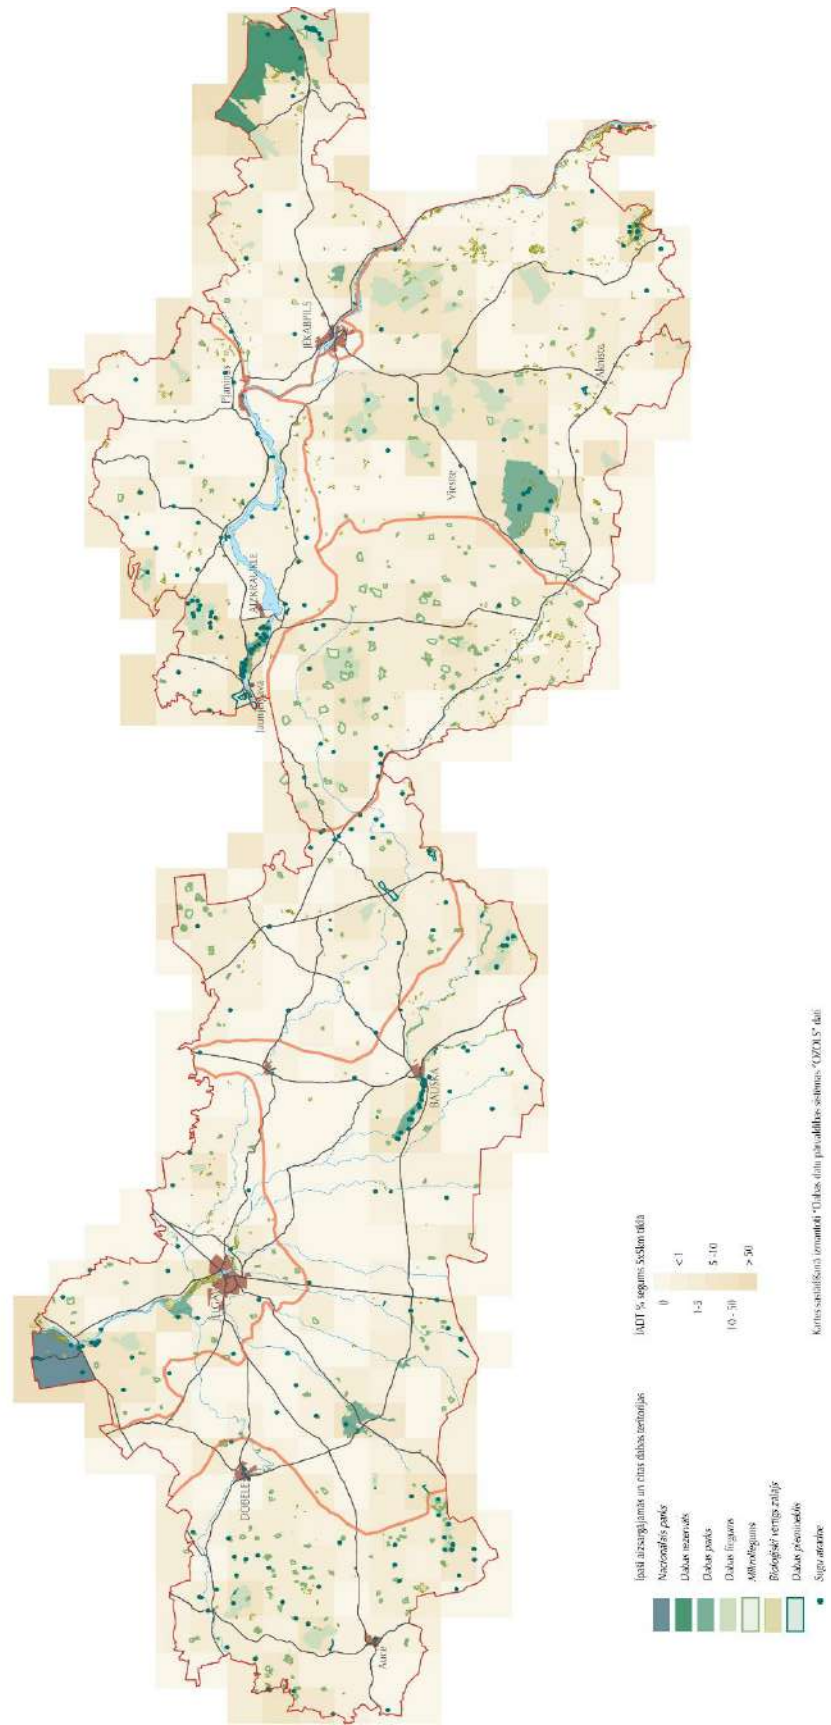 JELGAVA
DOBELE
Auce
BAUSKA
Jaunjelgava
AIZKRAUKLE
Pļaviņas
JĒKABPILS
Viesīte
Aknīste
Īpaši aizsargājamās un citas dabas teritorijas
Nacionālais parks
Dabas rezervāts
Dabas parks
Dabas liegums
Mikroliegums
Bioloģiski vērtīgs zālājs
Dabas piemineklis
Sugu atradne
ĪADT % segums 5x5km tīklā
0
< 1
1-5
5 -10
10 - 50
> 50
Kartes sastādīšanā izmantoti "Dabas datu pārvaldības sistēmas "OZOLS" dati